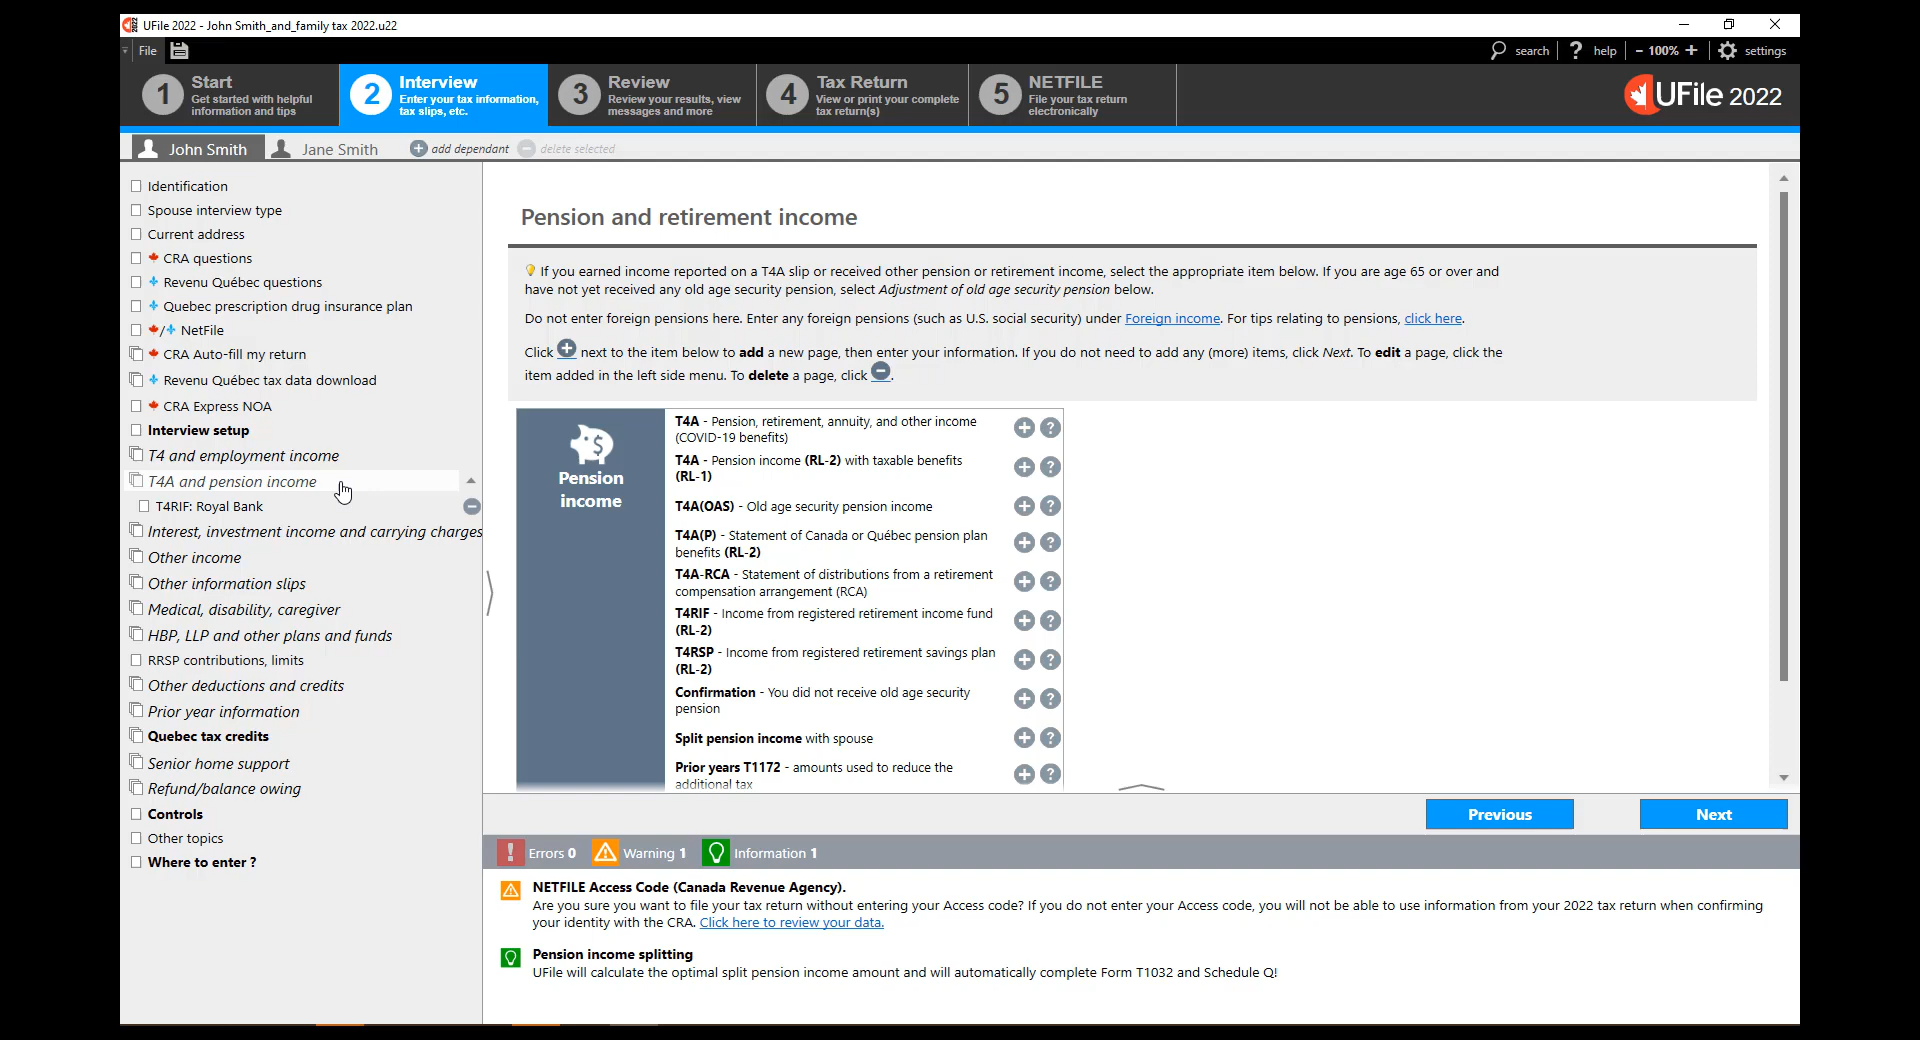 UFile 2022 - John Smith_and_family tax 2022.u22
File
search
help
- 100% +
settings
1
Start
Get started with helpful
information and tips
2
Interview
Enter your tax information,
tax slips, etc.
3
Review
Review your results, view
messages and more
4
Tax Return
View or print your complete
tax return(s)
5
NETFILE
File your tax return
electronically
UFile 2022
John Smith
Jane Smith
add dependant
delete selected
Identification
Spouse interview type
Current address
CRA questions
Revenu Québec questions
Quebec prescription drug insurance plan
/ NetFile
CRA Auto-fill my return
Revenu Québec tax data download
CRA Express NOA
Interview setup
T4 and employment income
T4A and pension income
T4RIF: Royal Bank
Interest, investment income and carrying charges
Other income
Other information slips
Medical, disability, caregiver
HBP, LLP and other plans and funds
RRSP contributions, limits
Other deductions and credits
Prior year information
Quebec tax credits
Senior home support
Refund/balance owing
Controls
Other topics
Where to enter ?
Pension and retirement income
If you earned income reported on a T4A slip or received other pension or retirement income, select the appropriate item below. If you are age 65 or over and
have not yet received any old age security pension, select Adjustment of old age security pension below.
Do not enter foreign pensions here. Enter any foreign pensions (such as U.S. social security) under Foreign income. For tips relating to pensions, click here.
Click + next to the item below to add a new page, then enter your information. If you do not need to add any (more) items, click Next. To edit a page, click the
item added in the left side menu. To delete a page, click -.
Pension
income
T4A - Pension, retirement, annuity, and other income
(COVID-19 benefits)
T4A - Pension income (RL-2) with taxable benefits
(RL-1)
T4A(OAS) - Old age security pension income
T4A(P) - Statement of Canada or Québec pension plan
benefits (RL-2)
T4A-RCA - Statement of distributions from a retirement
compensation arrangement (RCA)
T4RIF - Income from registered retirement income fund
(RL-2)
T4RSP - Income from registered retirement savings plan
(RL-2)
Confirmation - You did not receive old age security
pension
Split pension income with spouse
Prior years T1172 - amounts used to reduce the
additional tax
Previous
Next
Errors 0
Warning 1
Information 1
NETFILE Access Code (Canada Revenue Agency).
Are you sure you want to file your tax return without entering your Access code? If you do not enter your Access code, you will not be able to use information from your 2022 tax return when confirming
your identity with the CRA. Click here to review your data.
Pension income splitting
UFile will calculate the optimal split pension income amount and will automatically complete Form T1032 and Schedule Q!